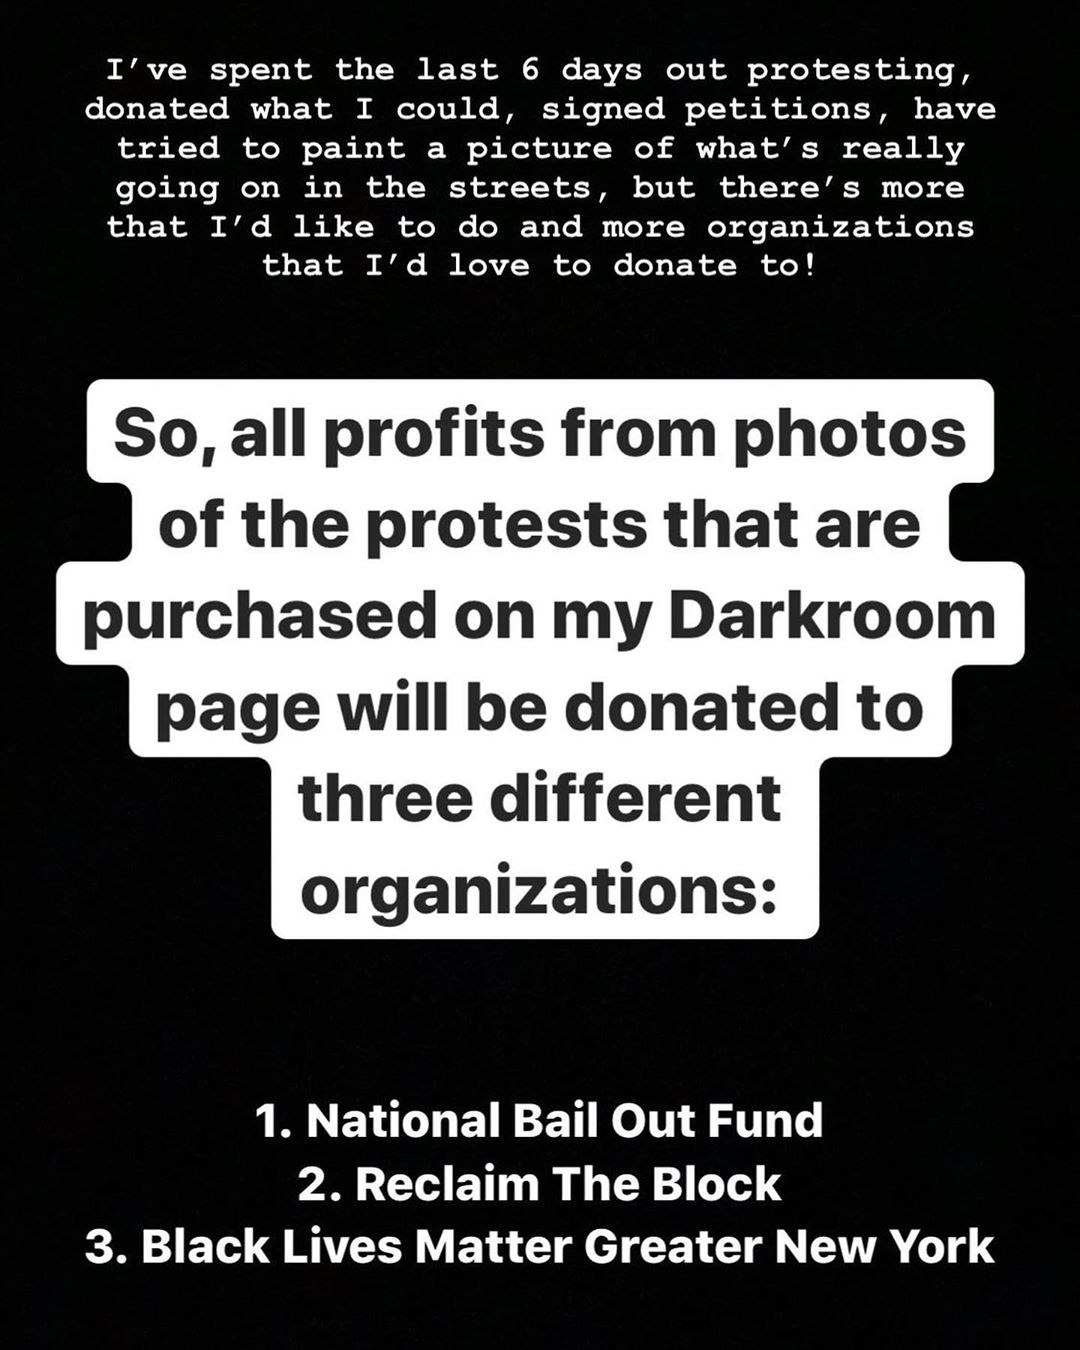 I’ve spent the last 6 days out protesting,
donated what I could, signed petitions, have
tried to paint a picture of what’s really
going on in the streets, but there’s more
that I’d like to do and more organizations
that I’d love to donate to!
So, all profits from photos
of the protests that are
purchased on my Darkroom
page will be donated to
three different
organizations:
1. National Bail Out Fund
2. Reclaim The Block
3. Black Lives Matter Greater New York